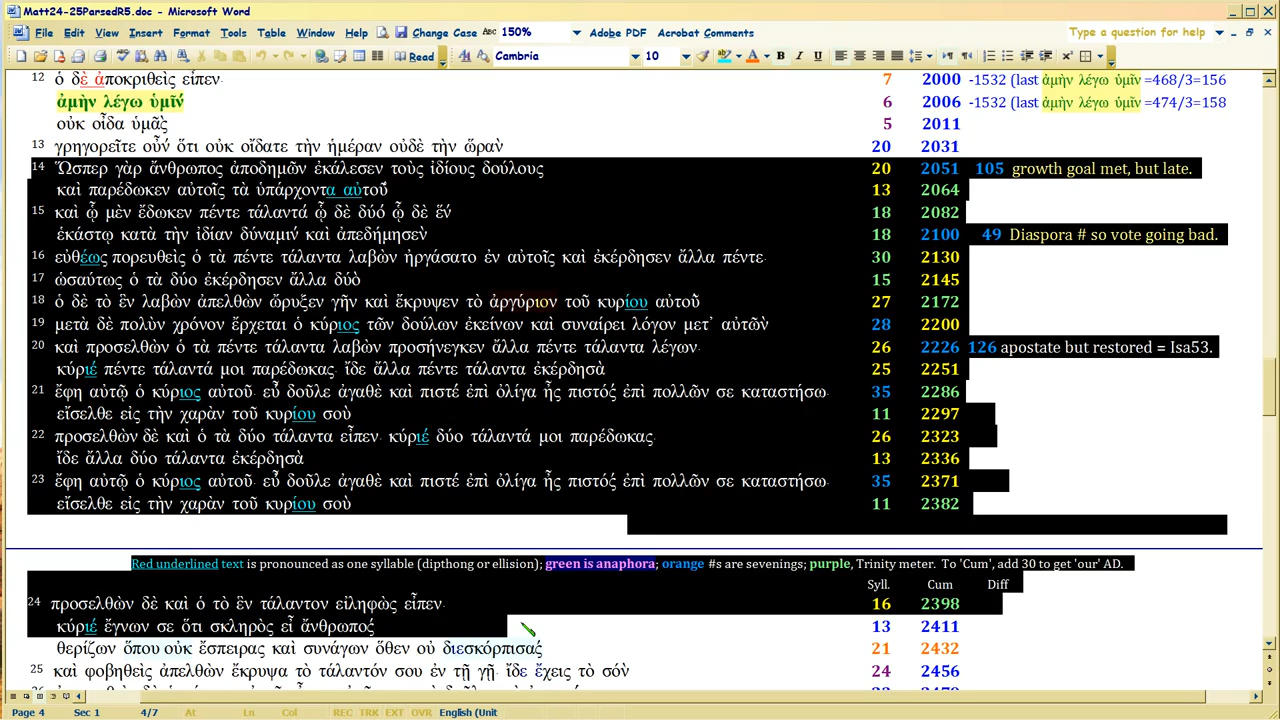 Matt24-25ParsedR5.doc - Microsoft Word
File Edit View Insert Format Tools Table Window Help Change Case 150% Adobe PDF Acrobat Comments Type a question for help
Read Cambria 10
12 ὁ δὲ ἀποκριθεὶς εἶπεν 7 2000 -1532 (last ἀμὴν λέγω ὑμῖν =468/3=156
ἀμὴν λέγω ὑμῖν 6 2006 -1532 (last ἀμὴν λέγω ὑμῖν =474/3=158
οὐκ οἶδα ὑμᾶς 5 2011
13 γρηγορεῖτε οὖν ὅτι οὐκ οἴδατε τὴν ἡμέραν οὐδὲ τὴν ὥραν 20 2031
14 Ὥσπερ γὰρ ἄνθρωπος ἀποδημῶν ἐκάλεσεν τοὺς ἰδίους δούλους 20 2051 105 growth goal met, but late.
καὶ παρέδωκεν αὐτοῖς τὰ ὑπάρχοντα αὐτοῦ 13 2064
15 καὶ ᾧ μὲν ἔδωκεν πέντε τάλαντά ᾧ δὲ δύό ᾧ δὲ ἕν 18 2082
ἑκάστῳ κατὰ τὴν ἰδίαν δύναμιν καὶ ἀπεδήμησεν 18 2100 49 Diaspora # so vote going bad.
16 εὐθέως πορευθεὶς ὁ τὰ πέντε τάλαντα λαβὼν ἠργάσατο ἐν αὐτοῖς καὶ ἐκέρδησεν ἄλλα πέντε 30 2130
17 ὡσαύτως ὁ τὰ δύο ἐκέρδησεν ἄλλα δύὸ 15 2145
18 ὁ δὲ τὸ ἓν λαβὼν ἀπελθὼν ὤρυξεν γῆν καὶ ἔκρυψεν τὸ ἀργύριον τοῦ κυρίου αὐτοῦ 27 2172
19 μετὰ δὲ πολὺν χρόνον ἔρχεται ὁ κύριος τῶν δούλων ἐκείνων καὶ συναίρει λόγον μετ᾽ αὐτῶν 28 2200
20 καὶ προσελθὼν ὁ τὰ πέντε τάλαντα λαβὼν προσήνεγκεν ἄλλα πέντε τάλαντα λέγων 26 2226 126 apostate but restored = Isa53.
κύριέ πέντε τάλαντά μοι παρέδωκας ἴδε ἄλλα πέντε τάλαντα ἐκέρδησὰ 25 2251
21 ἔφη αὐτῷ ὁ κύριος αὐτοῦ εὖ δοῦλε ἀγαθὲ καὶ πιστέ ἐπὶ ὀλίγα ἦς πιστός ἐπὶ πολλῶν σε καταστήσω 35 2286
εἴσελθε εἰς τὴν χαρὰν τοῦ κυρίου σοὺ 11 2297
22 προσελθὼν δὲ καὶ ὁ τὰ δύο τάλαντα εἶπεν κύριέ δύο τάλαντά μοι παρέδωκας 26 2323
ἴδε ἄλλα δύο τάλαντα ἐκέρδησὰ 13 2336
23 ἔφη αὐτῷ ὁ κύριος αὐτοῦ εὖ δοῦλε ἀγαθὲ καὶ πιστέ ἐπὶ ὀλίγα ἦς πιστός ἐπὶ πολλῶν σε καταστήσω 35 2371
εἴσελθε εἰς τὴν χαρὰν τοῦ κυρίου σοὺ 11 2382
Red underlined text is pronounced as one syllable (dipthong or ellision); green is anaphora; orange #s are sevenings; purple, Trinity meter. To 'Cum', add 30 to get 'our' AD.
Syll. Cum Diff
24 προσελθὼν δὲ καὶ ὁ τὸ ἓν τάλαντον εἰληφὼς εἶπεν 16 2398
κύριέ ἔγνων σε ὅτι σκληρὸς εἶ ἄνθρωπός 13 2411
θερίζων ὅπου οὐκ ἔσπειρας καὶ συνάγων ὅθεν οὐ διεσκόρπισας 21 2432
25 καὶ φοβηθεὶς ἀπελθὼν ἔκρυψα τὸ τάλαντόν σου ἐν τῇ γῇ ἴδε ἔχεις τὸ σόν 24 2456
Page 4 Sec 1 4/7 At Ln Col REC TRK EXT OVR English (Unit